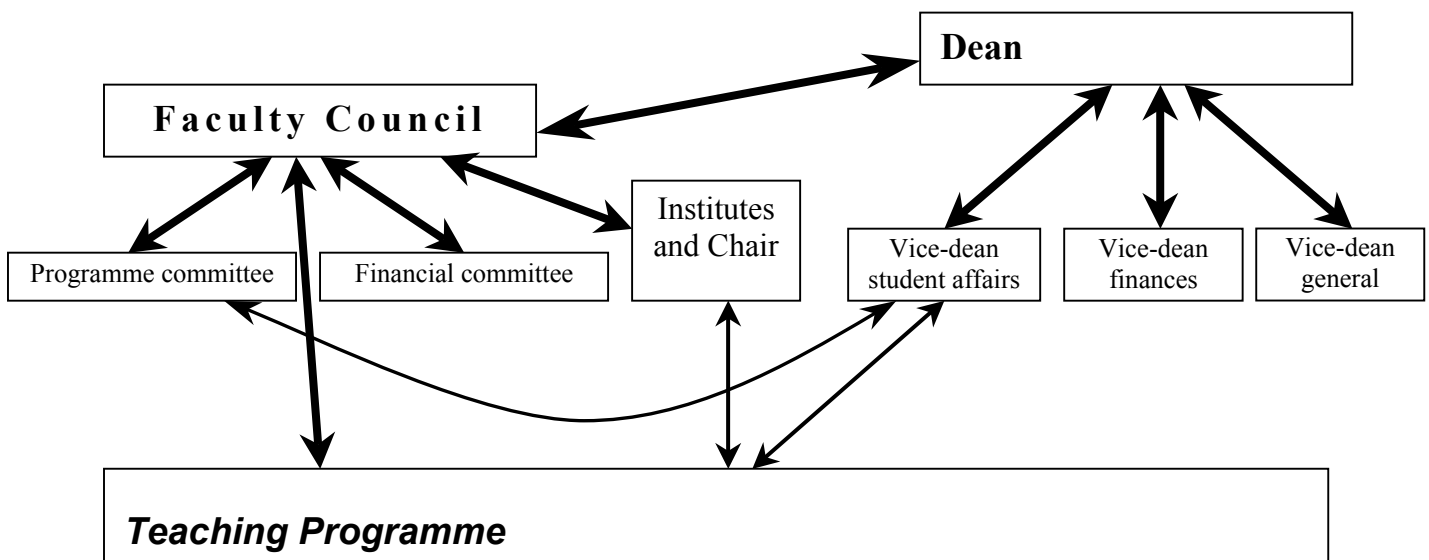 Dean
Faculty Council
Institutes
and Chair
Programme committee
Financial committee
Vice-dean
student affairs
Vice-dean
finances
Vice-dean
general
Teaching Programme